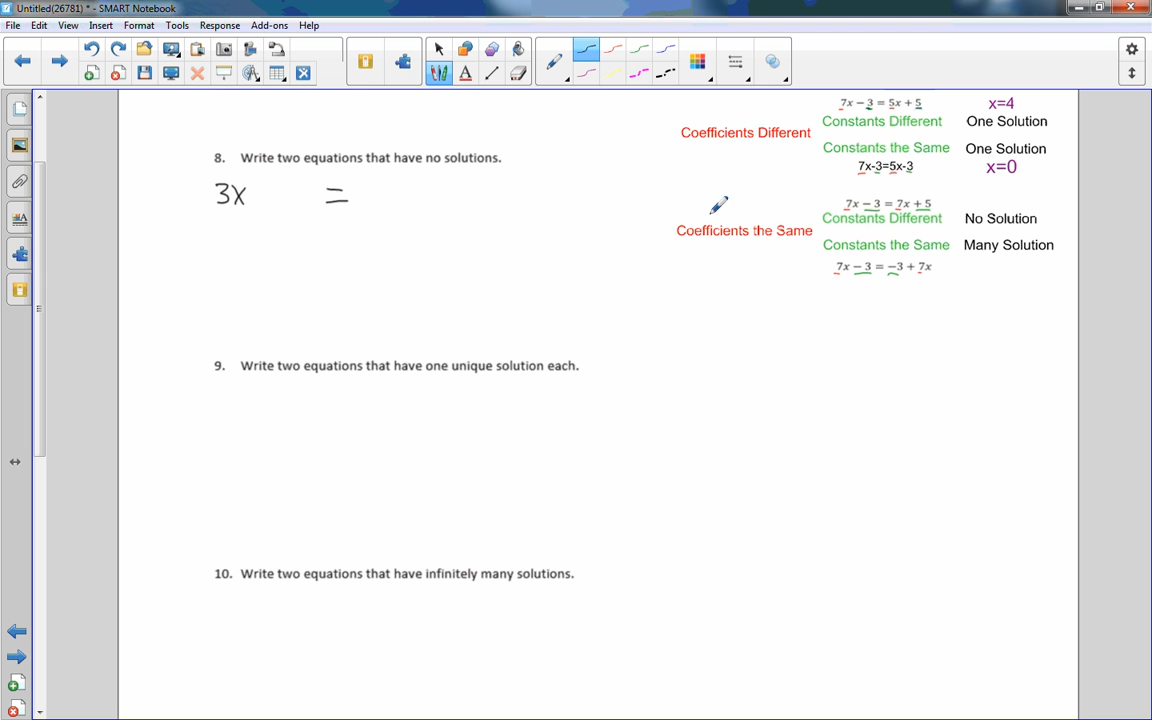 Untitled(26781) * - SMART Notebook
File Edit View Insert Format Tools Response Add-ons Help
8. Write two equations that have no solutions.
3x =
9. Write two equations that have one unique solution each.
10. Write two equations that have infinitely many solutions.
7x − 3 = 5x + 5 x=4
Coefficients Different
Constants Different One Solution
Constants the Same One Solution
7x-3=5x-3 x=0
7x − 3 = 7x + 5
Coefficients the Same
Constants Different No Solution
Constants the Same Many Solution
7x − 3 = −3 + 7x